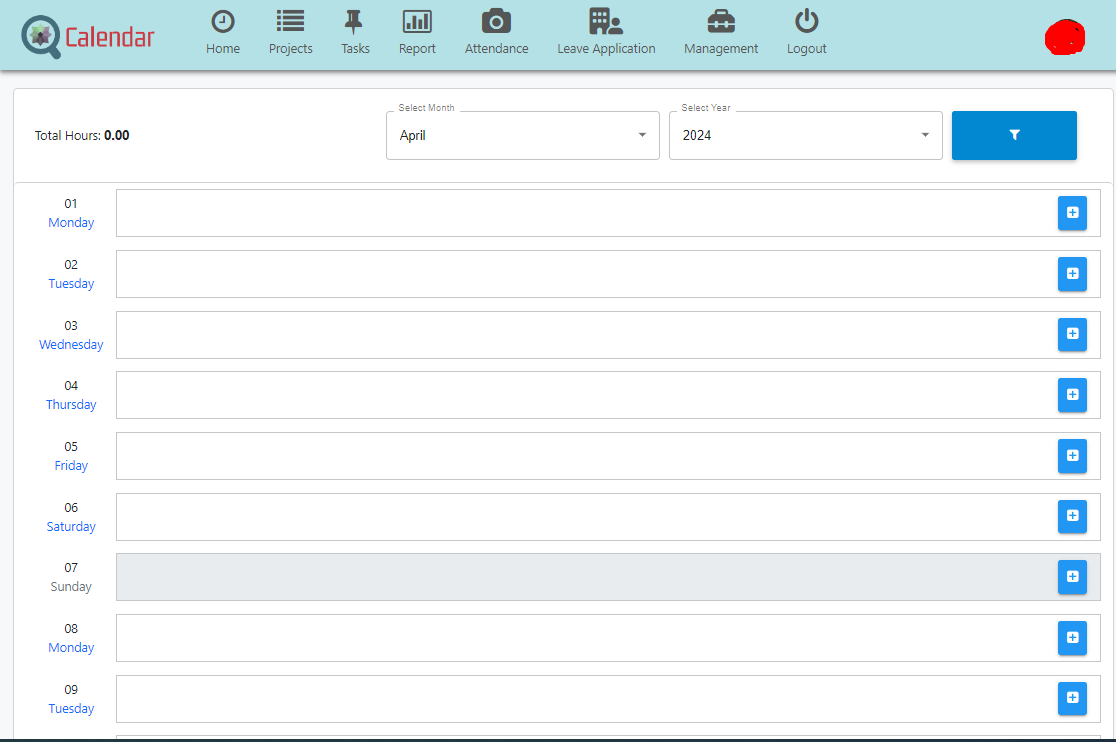 Calendar
Home Projects Tasks Report Attendance Leave Application Management Logout
Total Hours: 0.00
Select Month
April
Select Year
2024
01
Monday
02
Tuesday
03
Wednesday
04
Thursday
05
Friday
06
Saturday
07
Sunday
08
Monday
09
Tuesday